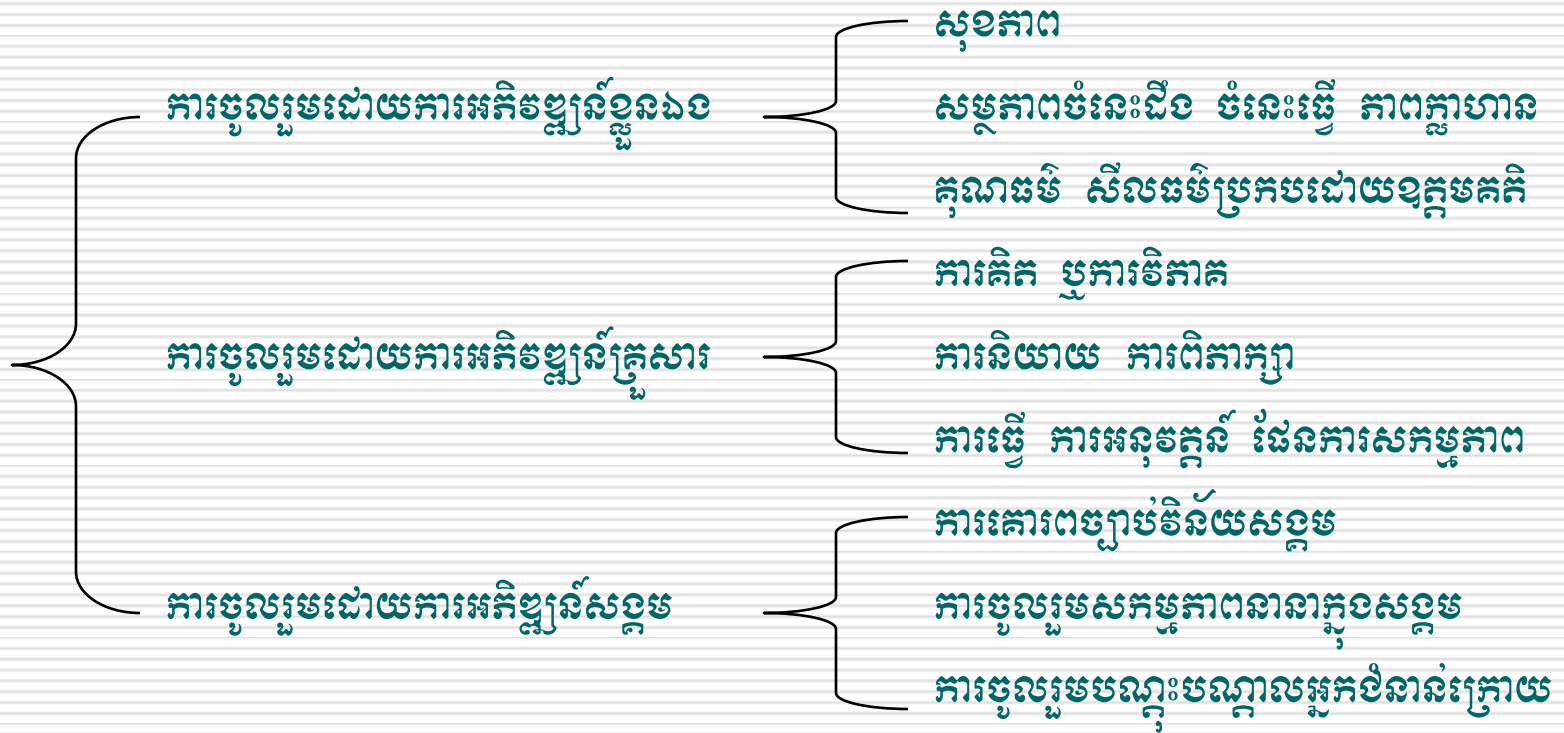 ការចូលរួមដោយការអភិវឌ្ឍន៍ខ្លួនឯង
សុខភាព
សម្ថភាពចំនេះដឹង ចំនេះធ្វើ ភាពក្លាហាន
គុណធម៌ សីលធម៌ប្រកបដោយឧត្តមគតិ
ការចូលរួមដោយការអភិវឌ្ឍន៍គ្រួសារ
ការគិត ឬការវិភាគ
ការនិយាយ ការពិភាក្សា
ការធ្វើ ការអនុវត្តន៍ ផែនការសកម្មភាព
ការចូលរួមដោយការអភិឌ្ឍន៍សង្គម
ការគោរពច្បាប់វិន័យសង្គម
ការចូលរួមសកម្មភាពនានាក្នុងសង្គម
ការចូលរួមបណ្តុះបណ្តាលអ្នកជំនាន់ក្រោយ